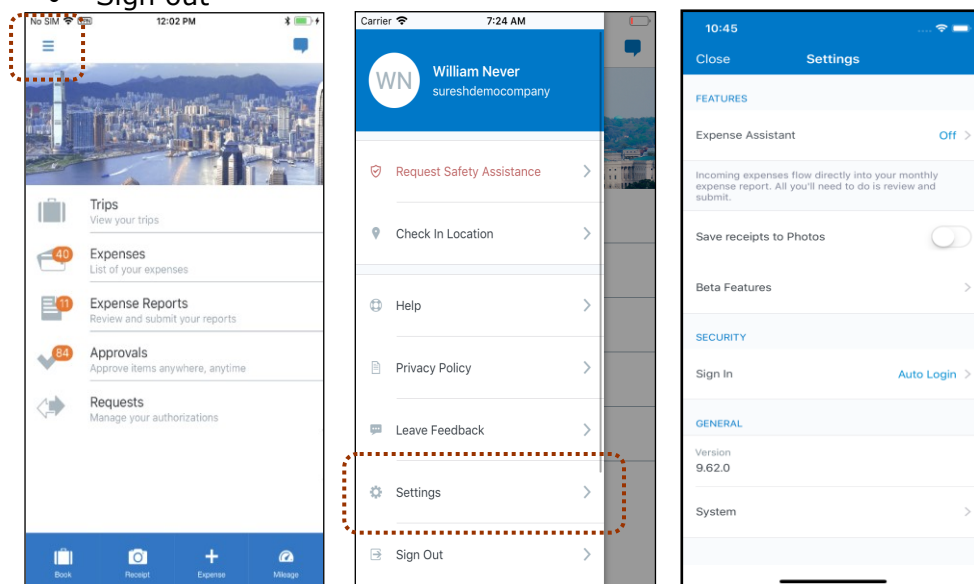 • Sign out
No SIM VPN 12:02 PM
Trips
View your trips
40
Expenses
List of your expenses
11
Expense Reports
Review and submit your reports
84
Approvals
Approve items anywhere, anytime
Requests
Manage your authorizations
Book Receipt Expense Mileage
Carrier 7:24 AM
WN
William Never
sureshdemocompany
Request Safety Assistance
Check In Location
Help
Privacy Policy
Leave Feedback
Settings
Sign Out
10:45
Close Settings
FEATURES
Expense Assistant Off
Incoming expenses flow directly into your monthly
expense report. All you'll need to do is review and
submit.
Save receipts to Photos
Beta Features
SECURITY
Sign In Auto Login
GENERAL
Version
9.62.0
System